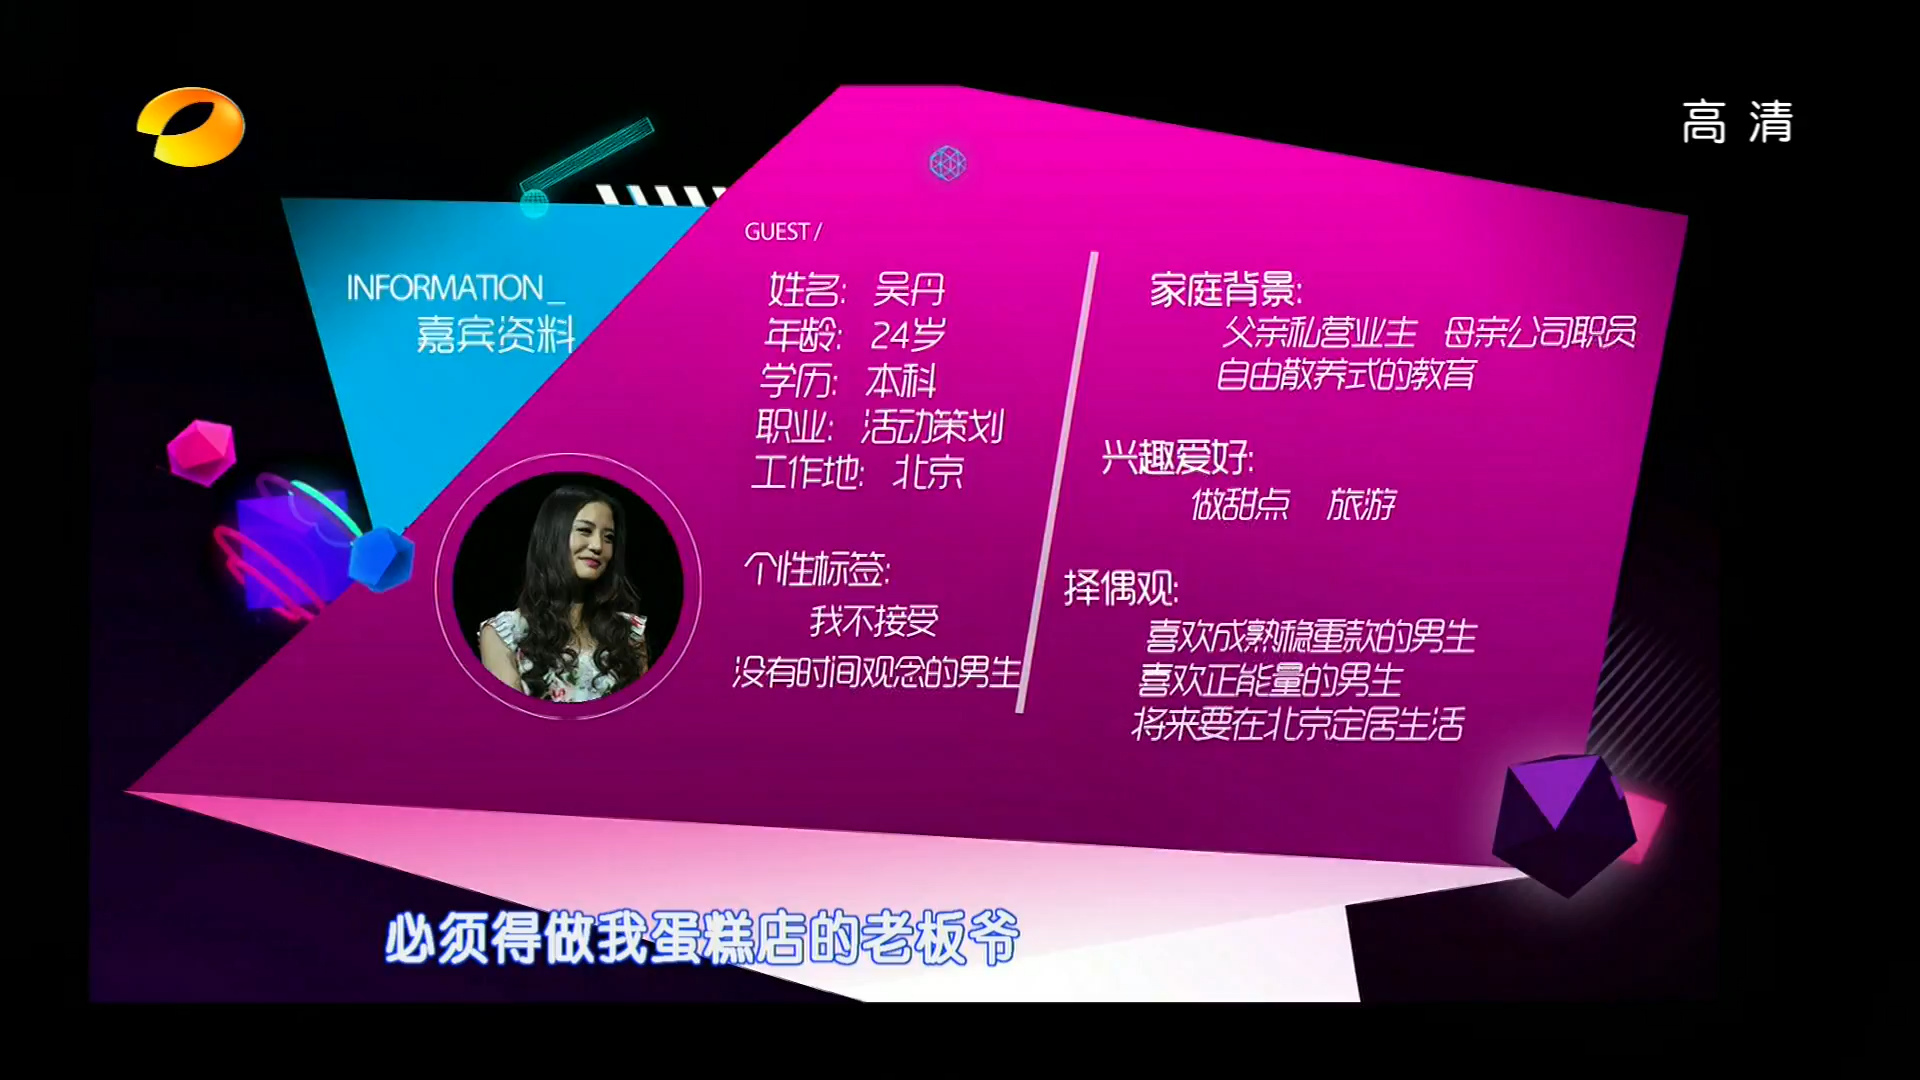 高清
INFORMATION_
嘉宾资料
GUEST /
姓名: 吴丹
年龄: 24岁
学历: 本科
职业: 活动策划
工作地: 北京
个性标签:
我不接受
没有时间观念的男生
家庭背景:
父亲私营业主 母亲公司职员
自由散养式的教育
兴趣爱好:
做甜点 旅游
择偶观:
喜欢成熟稳重款的男生
喜欢正能量的男生
将来要在北京定居生活
必须得做我蛋糕店的老板爷